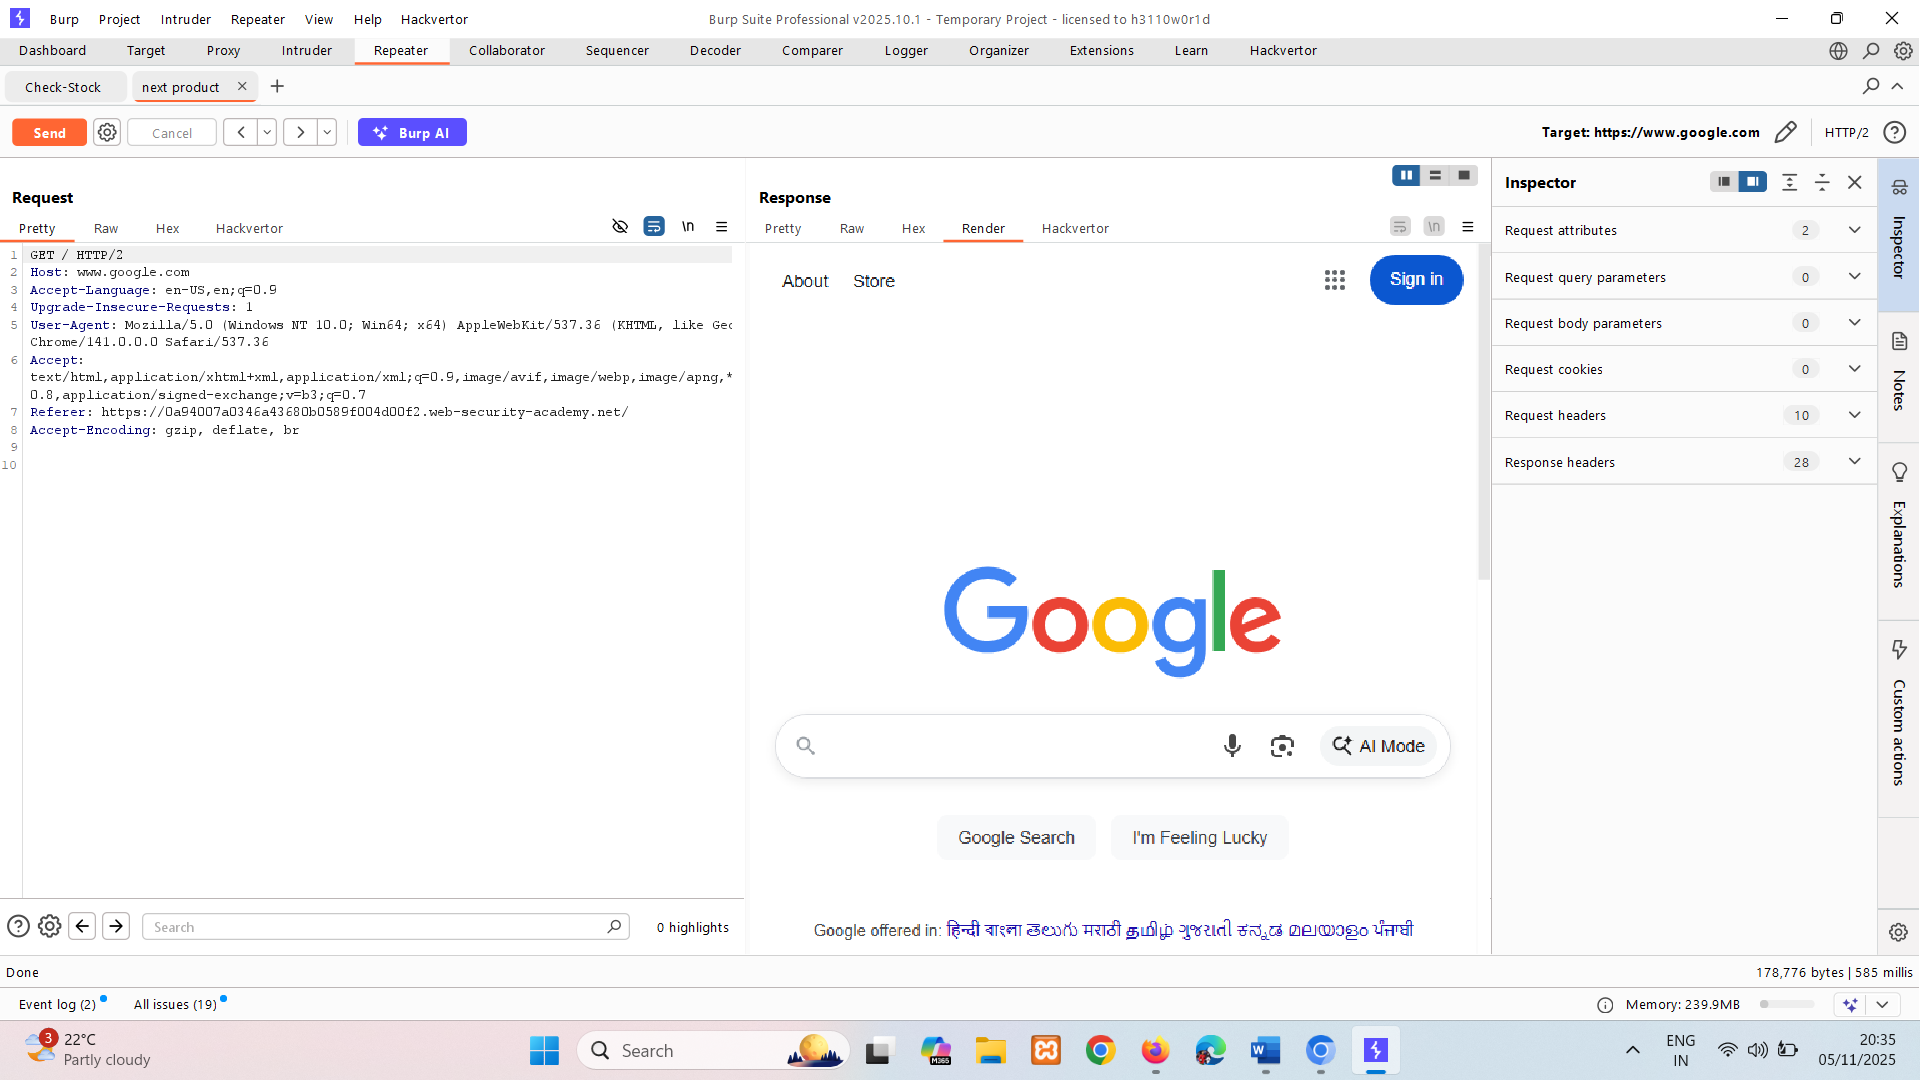 Burp Project Intruder Repeater View Help Hackvertor
Burp Suite Professional v2025.10.1 - Temporary Project - licensed to h3110w0r1d
Dashboard Target Proxy Intruder Repeater Collaborator Sequencer Decoder Comparer Logger Organizer Extensions Learn Hackvertor
Check-Stock next product
Send Cancel Burp AI
Target: https://www.google.com HTTP/2
Request
Pretty Raw Hex Hackvertor
\n
1 GET / HTTP/2
2 Host: www.google.com
3 Accept-Language: en-US,en;q=0.9
4 Upgrade-Insecure-Requests: 1
5 User-Agent: Mozilla/5.0 (Windows NT 10.0; Win64; x64) AppleWebKit/537.36 (KHTML, like Gec
Chrome/141.0.0.0 Safari/537.36
6 Accept:
text/html,application/xhtml+xml,application/xml;q=0.9,image/avif,image/webp,image/apng,*
0.8,application/signed-exchange;v=b3;q=0.7
7 Referer: https://0a94007a0346a43680b0589f004d00f2.web-security-academy.net/
8 Accept-Encoding: gzip, deflate, br
9
10
Search
0 highlights
Response
Pretty Raw Hex Render Hackvertor
\n
About Store Sign in
Google
AI Mode
Google Search I'm Feeling Lucky
Google offered in: हिन्दी বাংলা తెలుగు मराठी தமிழ் ગુજરાતી ಕನ್ನಡ മലയാളം ਪੰਜਾਬੀ
Inspector
Request attributes 2
Request query parameters 0
Request body parameters 0
Request cookies 0
Request headers 10
Response headers 28
Inspector
Notes
Explanations
Custom actions
Done
178,776 bytes | 585 millis
Event log (2) All issues (19)
Memory: 239.9MB
3
22°C
Partly cloudy
Search
M365
W
ENG
IN
20:35
05/11/2025